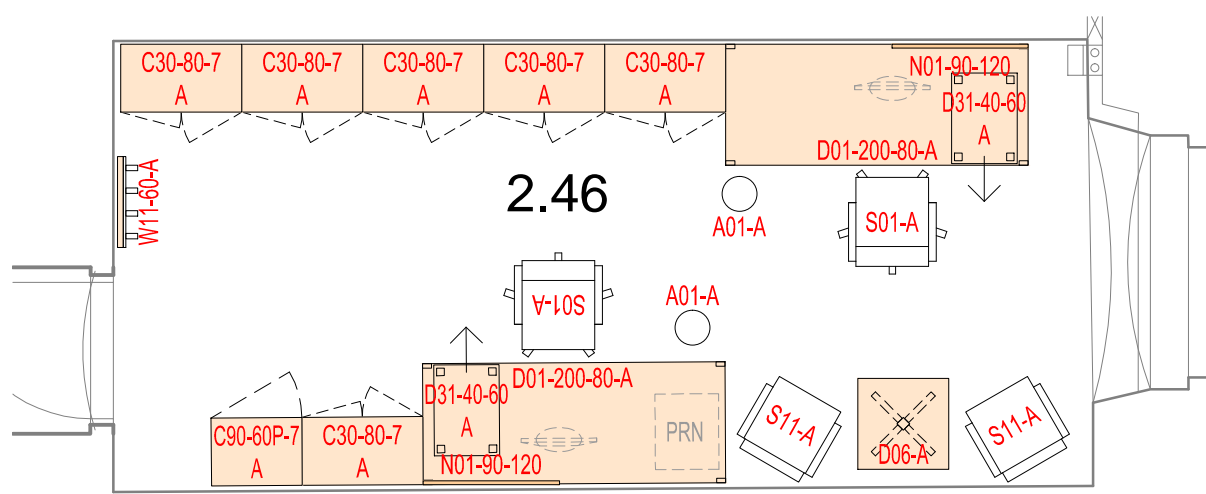 C30-80-7
A
C30-80-7
A
C30-80-7
A
C30-80-7
A
C30-80-7
A
N01-90-120
D31-40-60
A
D01-200-80-A
W11-60-A
2.46
A01-A
S01-A
S01-A
A01-A
D01-200-80-A
D31-40-60
A
N01-90-120
PRN
C90-60P-7
A
C30-80-7
A
S11-A
D06-A
S11-A